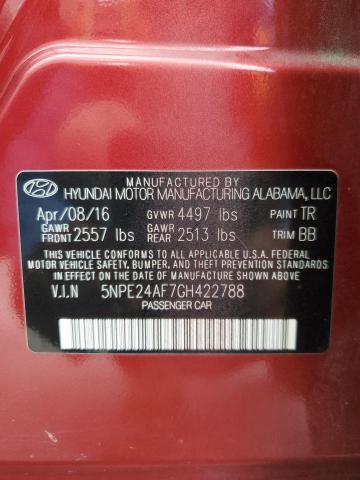 MANUFACTURED BY
HYUNDAI MOTOR MANUFACTURING ALABAMA, LLC
Apr/08/16 GVWR 4497 lbs PAINT TR
GAWR FRONT 2557 lbs GAWR REAR 2513 lbs TRIM BB
THIS VEHICLE CONFORMS TO ALL APPLICABLE U.S.A. FEDERAL
MOTOR VEHICLE SAFETY, BUMPER, AND THEFT PREVENTION STANDARDS
IN EFFECT ON THE DATE OF MANUFACTURE SHOWN ABOVE.
V.I.N 5NPE24AF7GH422788
PASSENGER CAR